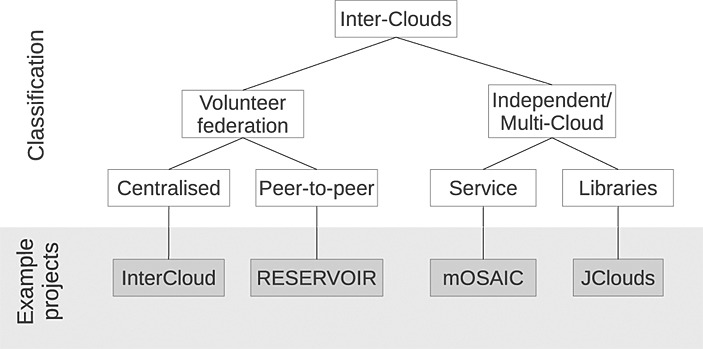 Inter-Clouds
Classification
Volunteer
federation
Independent/
Multi-Cloud
Centralised
Peer-to-peer
Service
Libraries
Example
projects
InterCloud
RESERVOIR
mOSAIC
JClouds